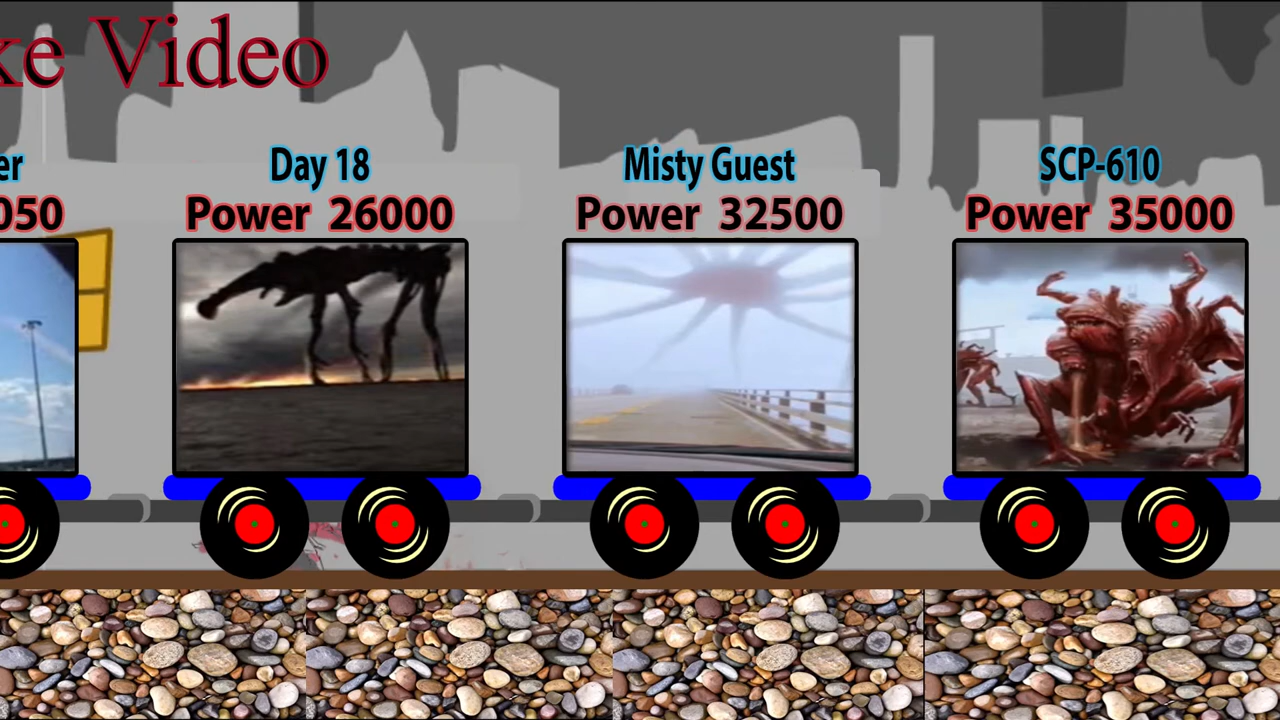 ke Video
er
050
Day 18
Power 26000
Misty Guest
Power 32500
SCP-610
Power 35000